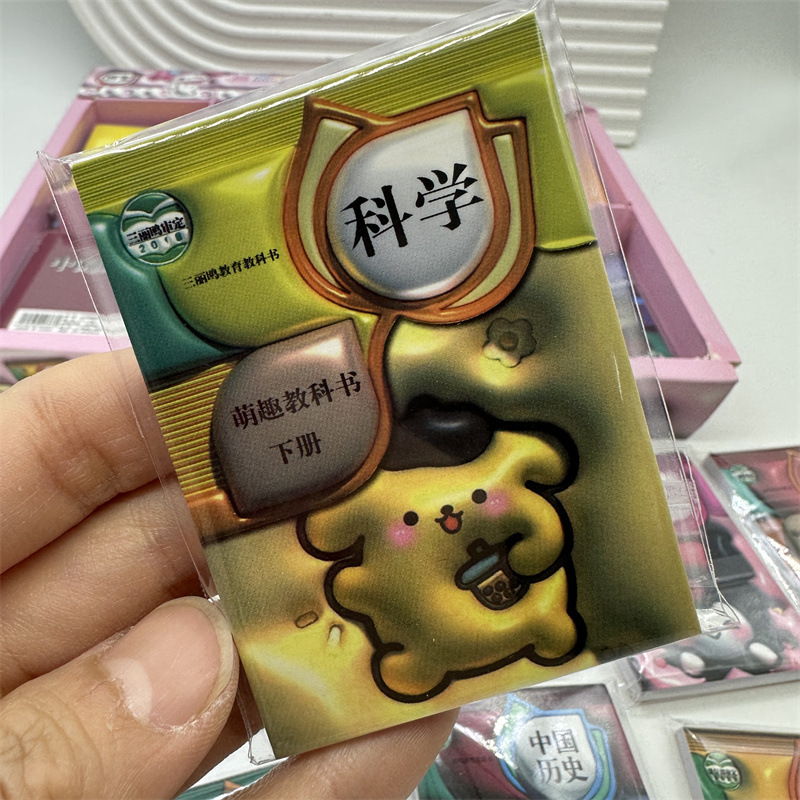 科学
三丽鸥审定
2018
三丽鸥教育教科书
萌趣教科书
下册
中国
历史